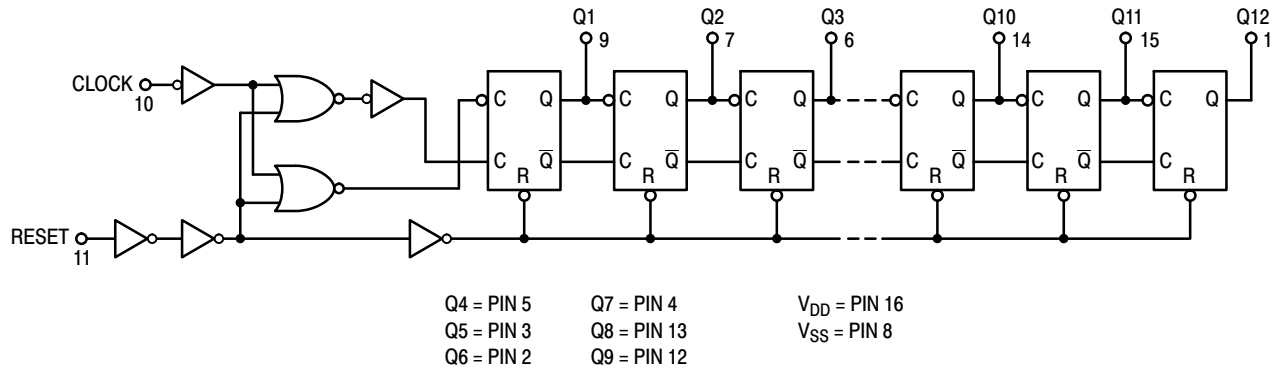 Q1 Q2 Q3 Q10 Q11 Q12
9 7 6 14 15 1
CLOCK
10
C Q C Q C Q C Q C Q C Q
C Q̅ C Q̅ C Q̅ C Q̅ C Q̅ C
R R R R R R
RESET
11
Q4 = PIN 5 Q7 = PIN 4 V_DD = PIN 16
Q5 = PIN 3 Q8 = PIN 13 V_SS = PIN 8
Q6 = PIN 2 Q9 = PIN 12